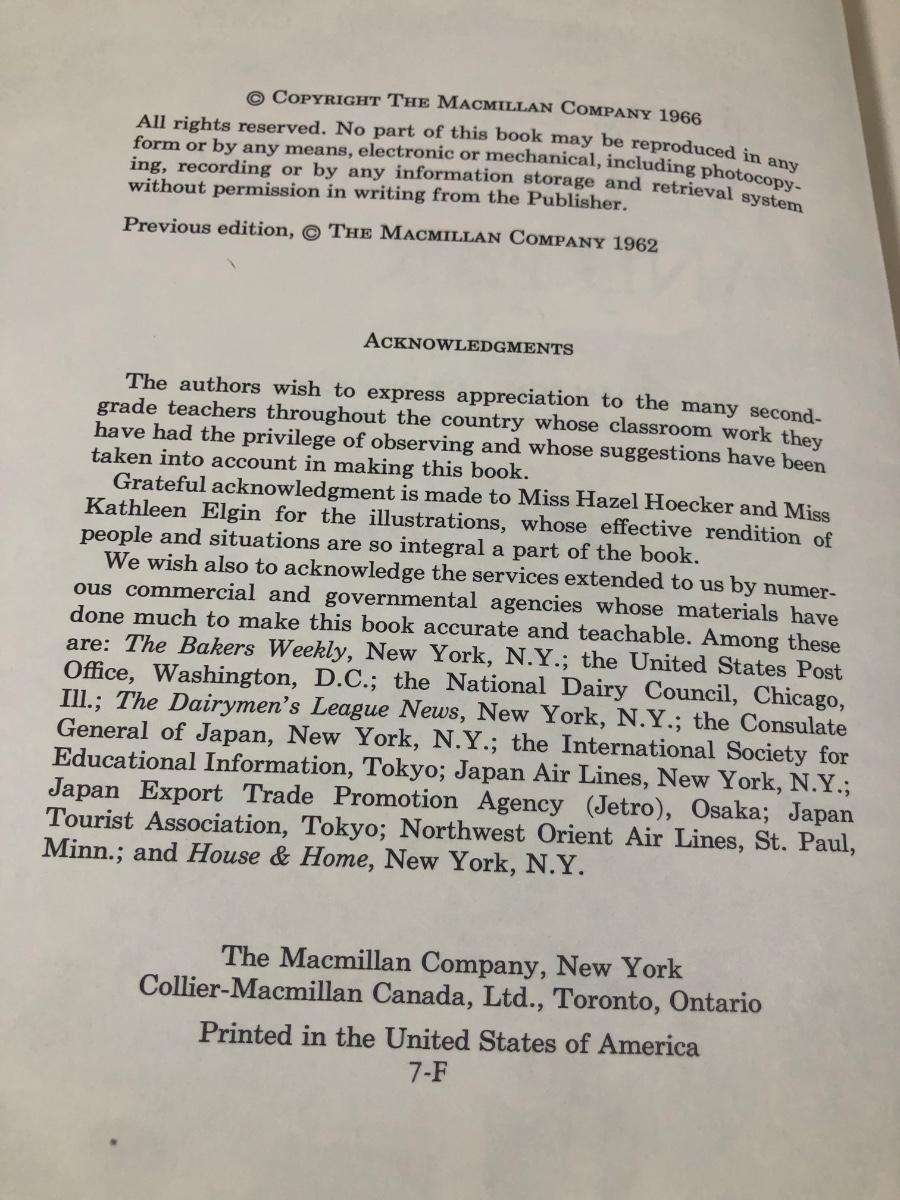 © COPYRIGHT THE MACMILLAN COMPANY 1966
All rights reserved. No part of this book may be reproduced in any
form or by any means, electronic or mechanical, including photocopy-
ing, recording or by any information storage and retrieval system
without permission in writing from the Publisher.
Previous edition, © THE MACMILLAN COMPANY 1962
ACKNOWLEDGMENTS
The authors wish to express appreciation to the many second-
grade teachers throughout the country whose classroom work they
have had the privilege of observing and whose suggestions have been
taken into account in making this book.
Grateful acknowledgment is made to Miss Hazel Hoecker and Miss
Kathleen Elgin for the illustrations, whose effective rendition of
people and situations are so integral a part of the book.
We wish also to acknowledge the services extended to us by numer-
ous commercial and governmental agencies whose materials have
done much to make this book accurate and teachable. Among these
are: The Bakers Weekly, New York, N.Y.; the United States Post
Office, Washington, D.C.; the National Dairy Council, Chicago,
Ill.; The Dairymen's League News, New York, N.Y.; the Consulate
General of Japan, New York, N.Y.; the International Society for
Educational Information, Tokyo; Japan Air Lines, New York, N.Y.;
Japan Export Trade Promotion Agency (Jetro), Osaka; Japan
Tourist Association, Tokyo; Northwest Orient Air Lines, St. Paul,
Minn.; and House & Home, New York, N.Y.
The Macmillan Company, New York
Collier-Macmillan Canada, Ltd., Toronto, Ontario
Printed in the United States of America
7-F